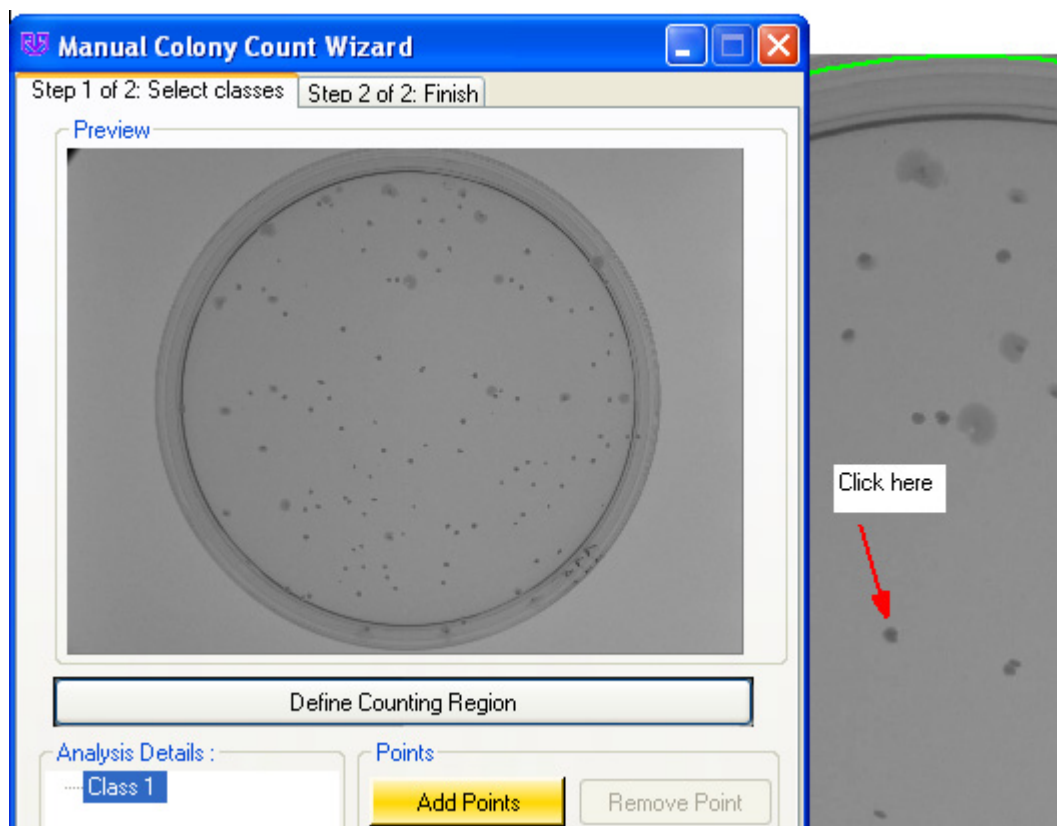 Manual Colony Count Wizard
Step 1 of 2: Select classes
Step 2 of 2: Finish
Preview
Click here
Define Counting Region
Analysis Details :
Points
Class 1
Add Points
Remove Point